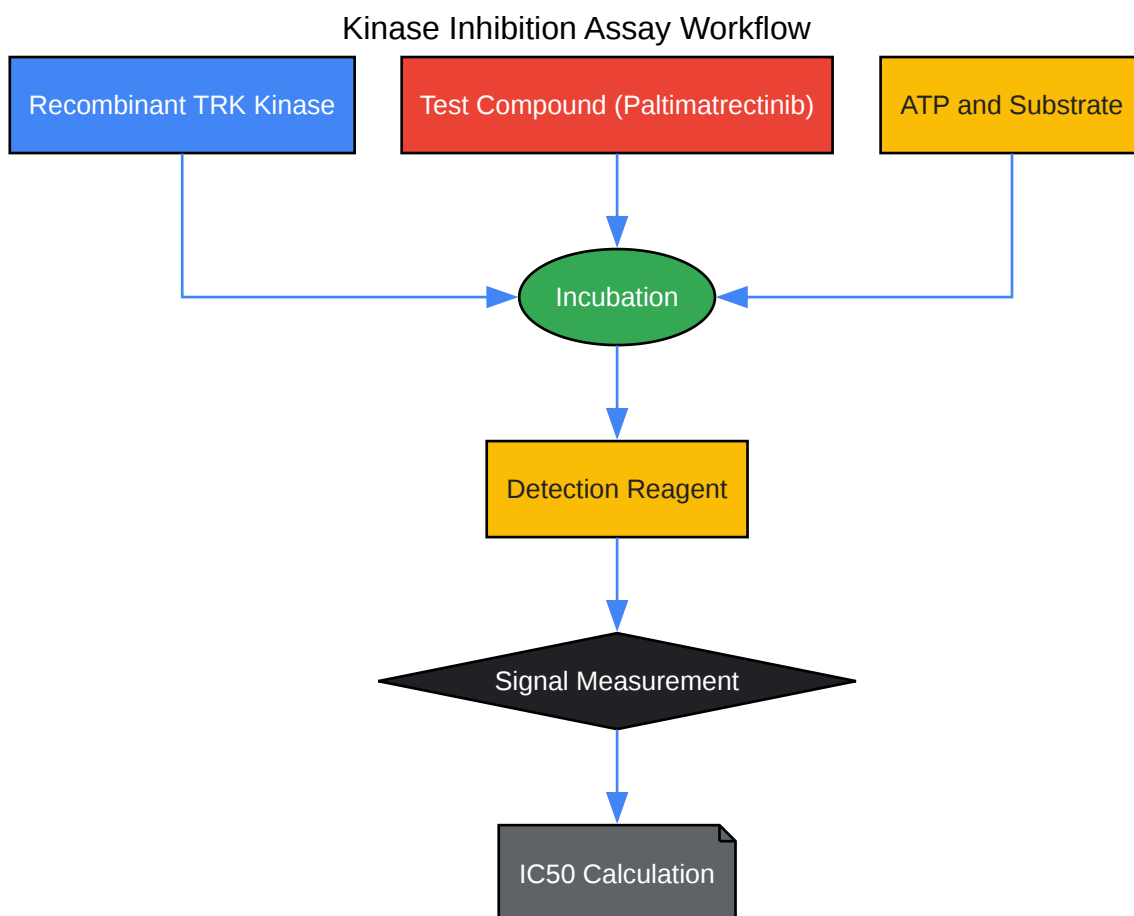 Kinase Inhibition Assay Workflow
Recombinant TRK Kinase
Test Compound (Paltimatrectinib)
ATP and Substrate
Incubation
Detection Reagent
Signal Measurement
IC50 Calculation